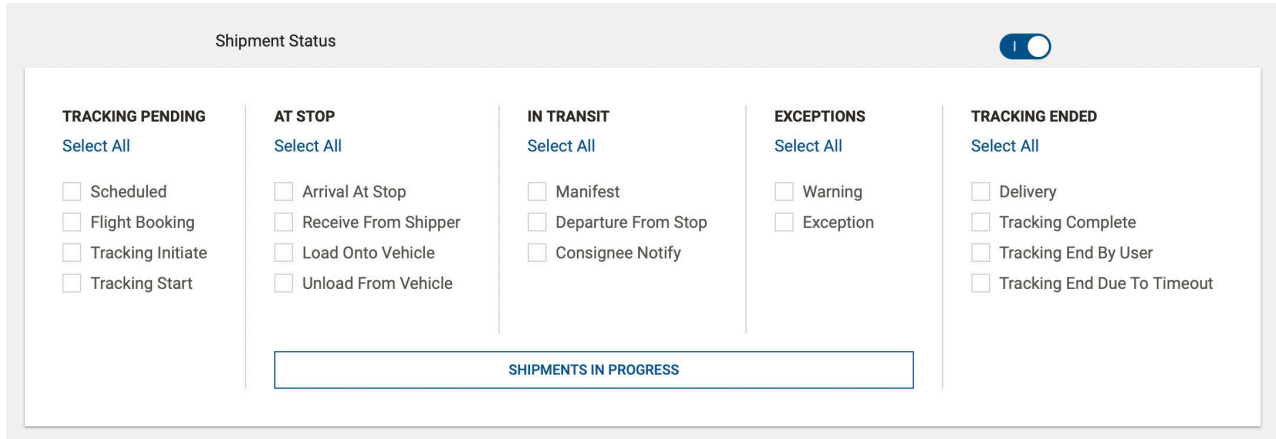 Shipment Status
TRACKING PENDING
Select All
Scheduled
Flight Booking
Tracking Initiate
Tracking Start
AT STOP
Select All
Arrival At Stop
Receive From Shipper
Load Onto Vehicle
Unload From Vehicle
IN TRANSIT
Select All
Manifest
Departure From Stop
Consignee Notify
EXCEPTIONS
Select All
Warning
Exception
SHIPMENTS IN PROGRESS
TRACKING ENDED
Select All
Delivery
Tracking Complete
Tracking End By User
Tracking End Due To Timeout